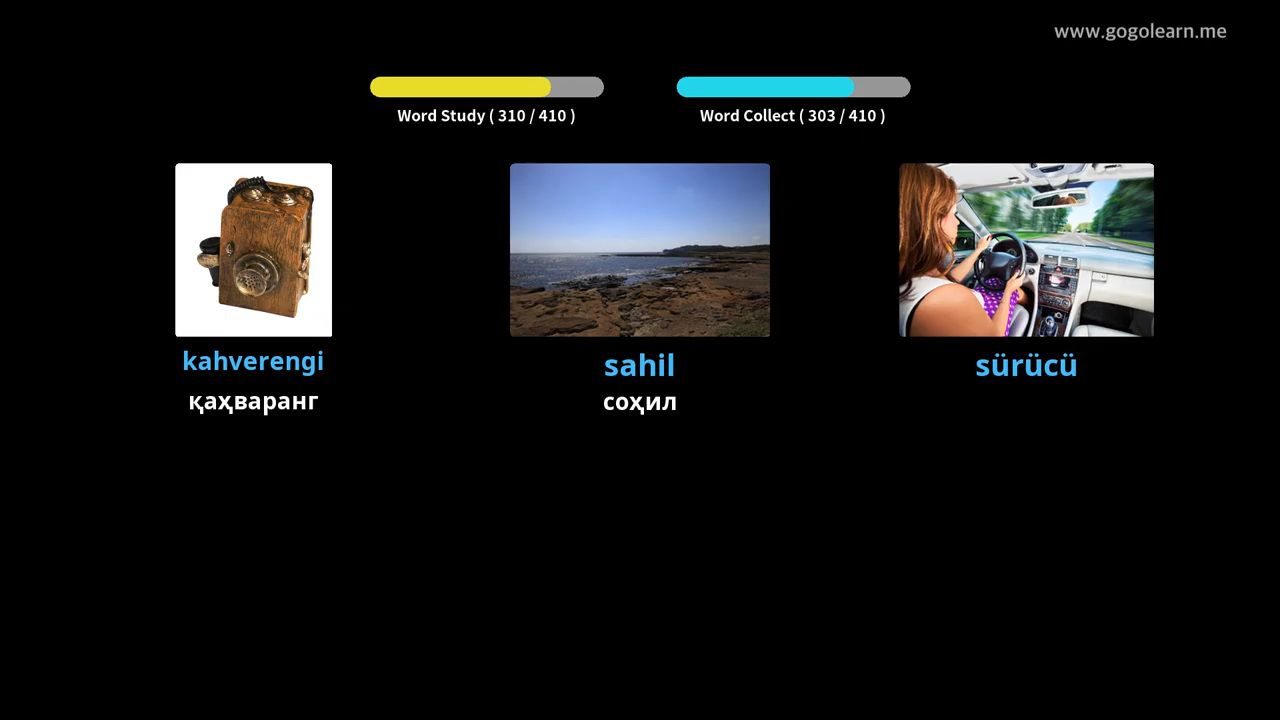 www.gogolearn.me
Word Study ( 310 / 410 )
Word Collect ( 303 / 410 )
kahverengi
қаҳваранг
sahil
соҳил
sürücü